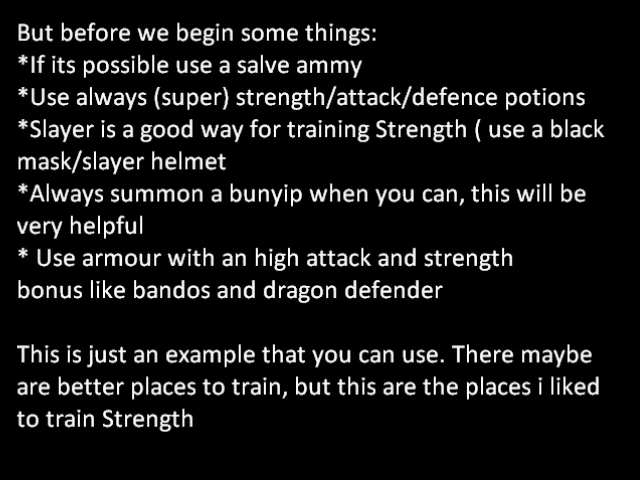 But before we begin some things:
*If its possible use a salve ammy
*Use always (super) strength/attack/defence potions
*Slayer is a good way for training Strength ( use a black
mask/slayer helmet
*Always summon a bunyip when you can, this will be
very helpful
* Use armour with an high attack and strength
bonus like bandos and dragon defender
This is just an example that you can use. There maybe
are better places to train, but this are the places i liked
to train Strength